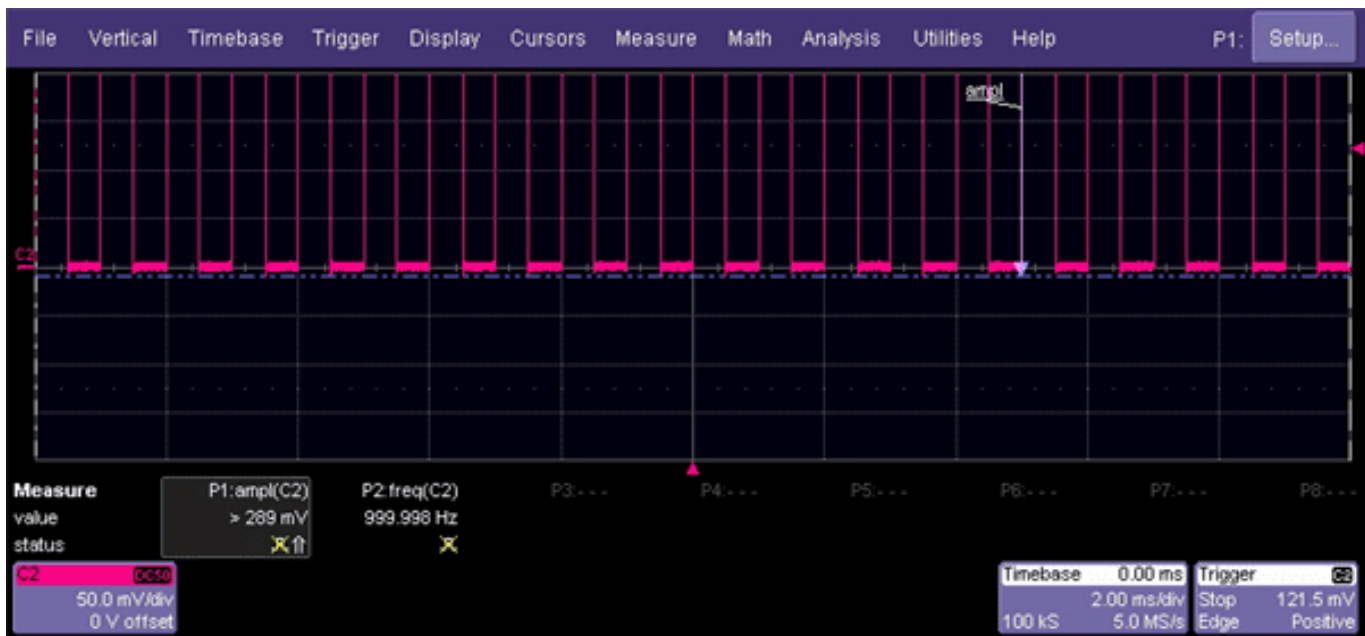 File Vertical Timebase Trigger Display Cursors Measure Math Analysis Utilities Help P1: Setup...
ampl
C2
Measure P1:ampl(C2) P2:freq(C2) P3:- - - P4:- - - P5:- - - P6:- - - P7:- - - P8:- - -
value > 289 mV 999.998 Hz
status
C2 DC50
50.0 mV/div
0 V offset
Timebase 0.00 ms
2.00 ms/div
100 kS 5.0 MS/s
Trigger C2
Stop 121.5 mV
Edge Positive